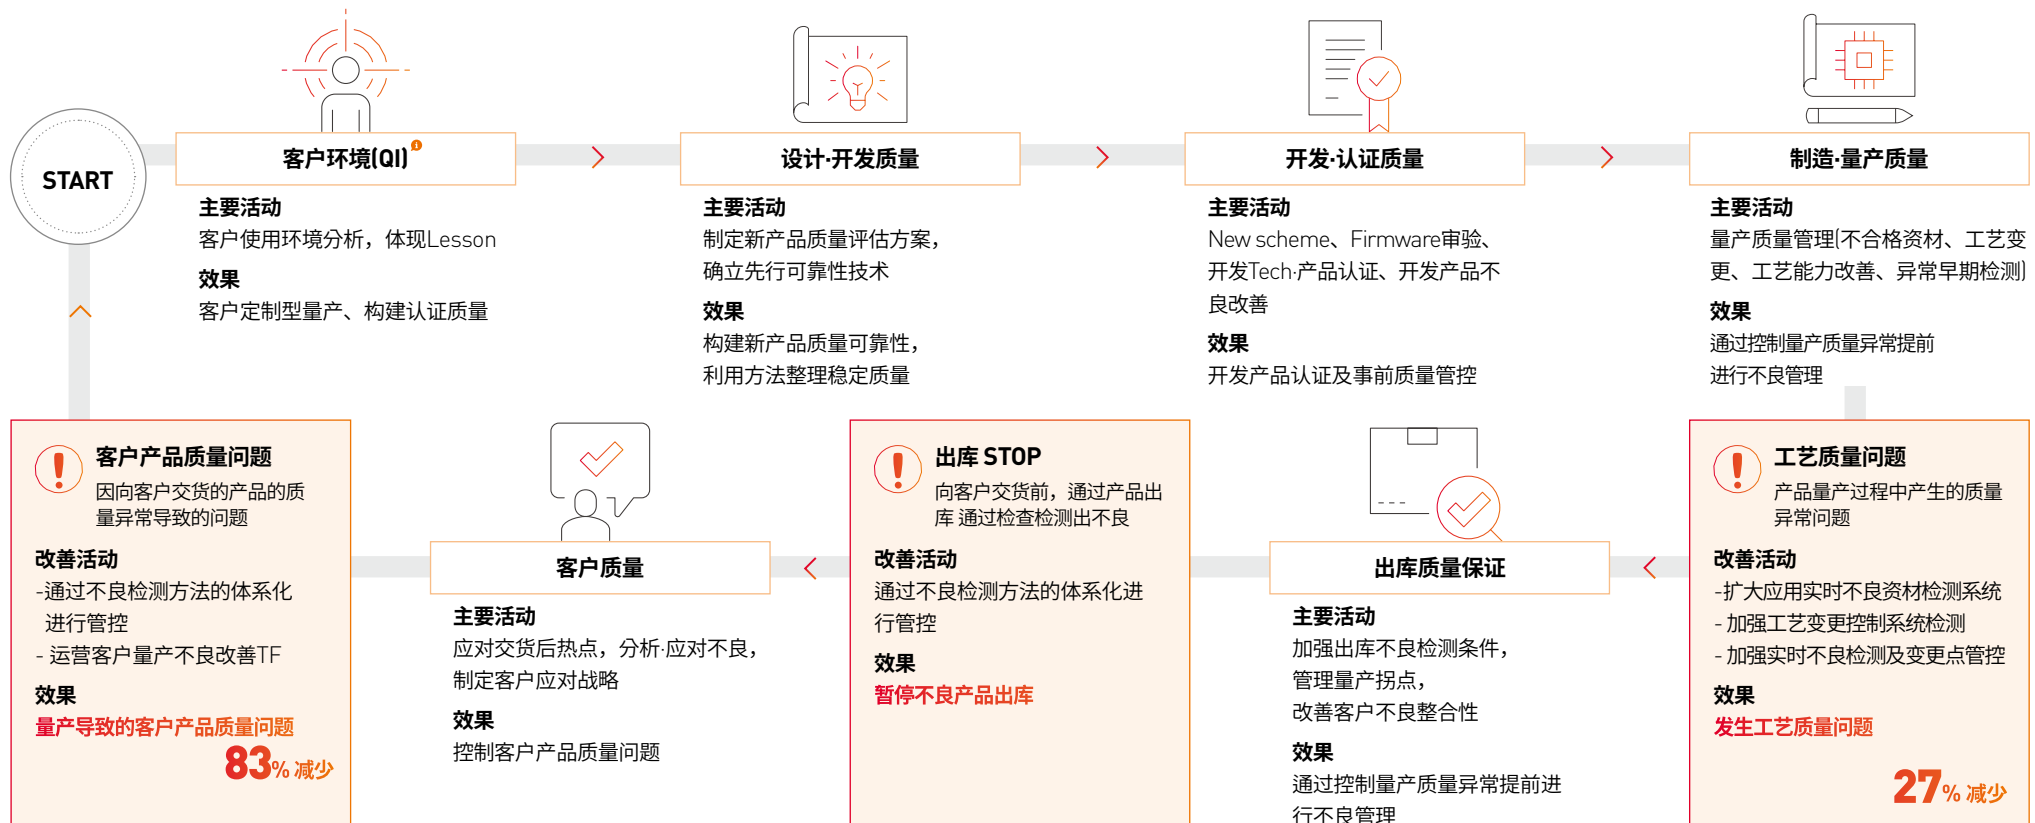 START
客户环境(QI)
主要活动
客户使用环境分析，体现Lesson
效果
客户定制型量产、构建认证质量
设计·开发质量
主要活动
制定新产品质量评估方案，
确立先行可靠性技术
效果
构建新产品质量可靠性，
利用方法整理稳定质量
开发·认证质量
主要活动
New scheme、Firmware审验、
开发Tech·产品认证、开发产品不
良改善
效果
开发产品认证及事前质量管控
制造·量产质量
主要活动
量产质量管理(不合格资材、工艺变
更、工艺能力改善、异常早期检测)
效果
通过控制量产质量异常提前
进行不良管理
工艺质量问题
产品量产过程中产生的质量
异常问题
改善活动
-扩大应用实时不良资材检测系统
- 加强工艺变更控制系统检测
- 加强实时不良检测及变更点管控
效果
发生工艺质量问题
27% 减少
出库质量保证
主要活动
加强出库不良检测条件，
管理量产拐点，
改善客户不良整合性
效果
通过控制量产质量异常提前进
行不良管理
出库 STOP
向客户交货前，通过产品出
库 通过检查检测出不良
改善活动
通过不良检测方法的体系化进
行管控
效果
暂停不良产品出库
客户质量
主要活动
应对交货后热点，分析·应对不良，
制定客户应对战略
效果
控制客户产品质量问题
客户产品质量问题
因向客户交货的产品的质
量异常导致的问题
改善活动
-通过不良检测方法的体系化
进行管控
- 运营客户量产不良改善TF
效果
量产导致的客户产品质量问题
83% 减少